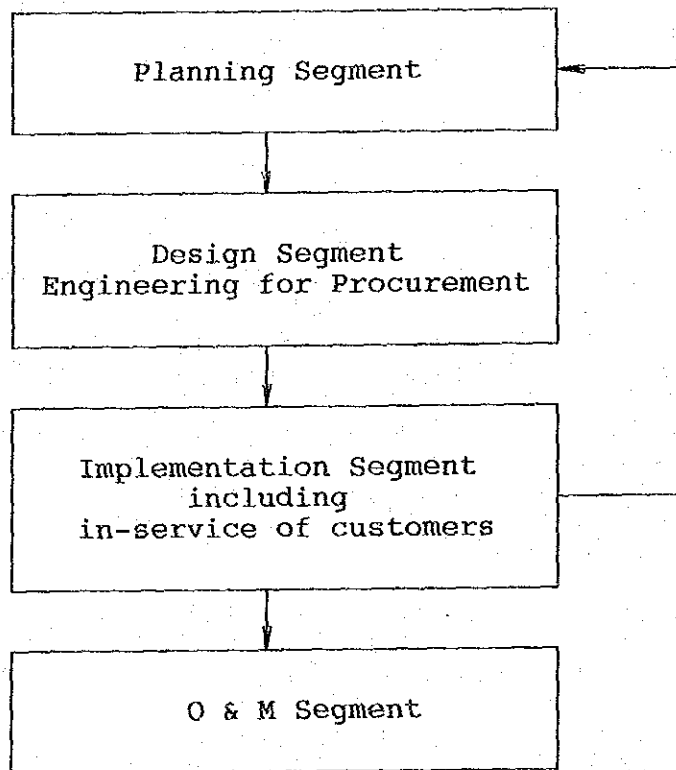 Planning Segment
Design Segment
Engineering for Procurement
Implementation Segment
including
in-service of customers
O & M Segment